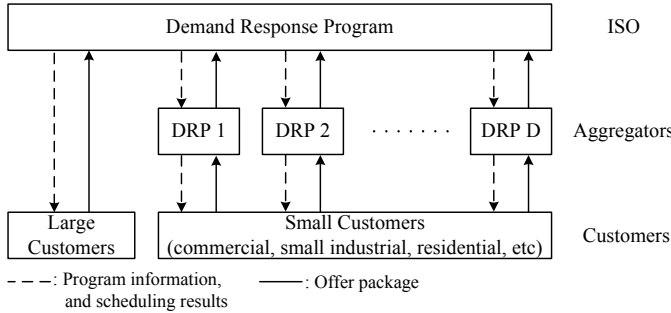 Demand Response Program
ISO
DRP 1
DRP 2
. . . . . . .
DRP D
Aggregators
Large
Customers
Small Customers
(commercial, small industrial, residential, etc)
Customers
: Program information,
and scheduling results
: Offer package